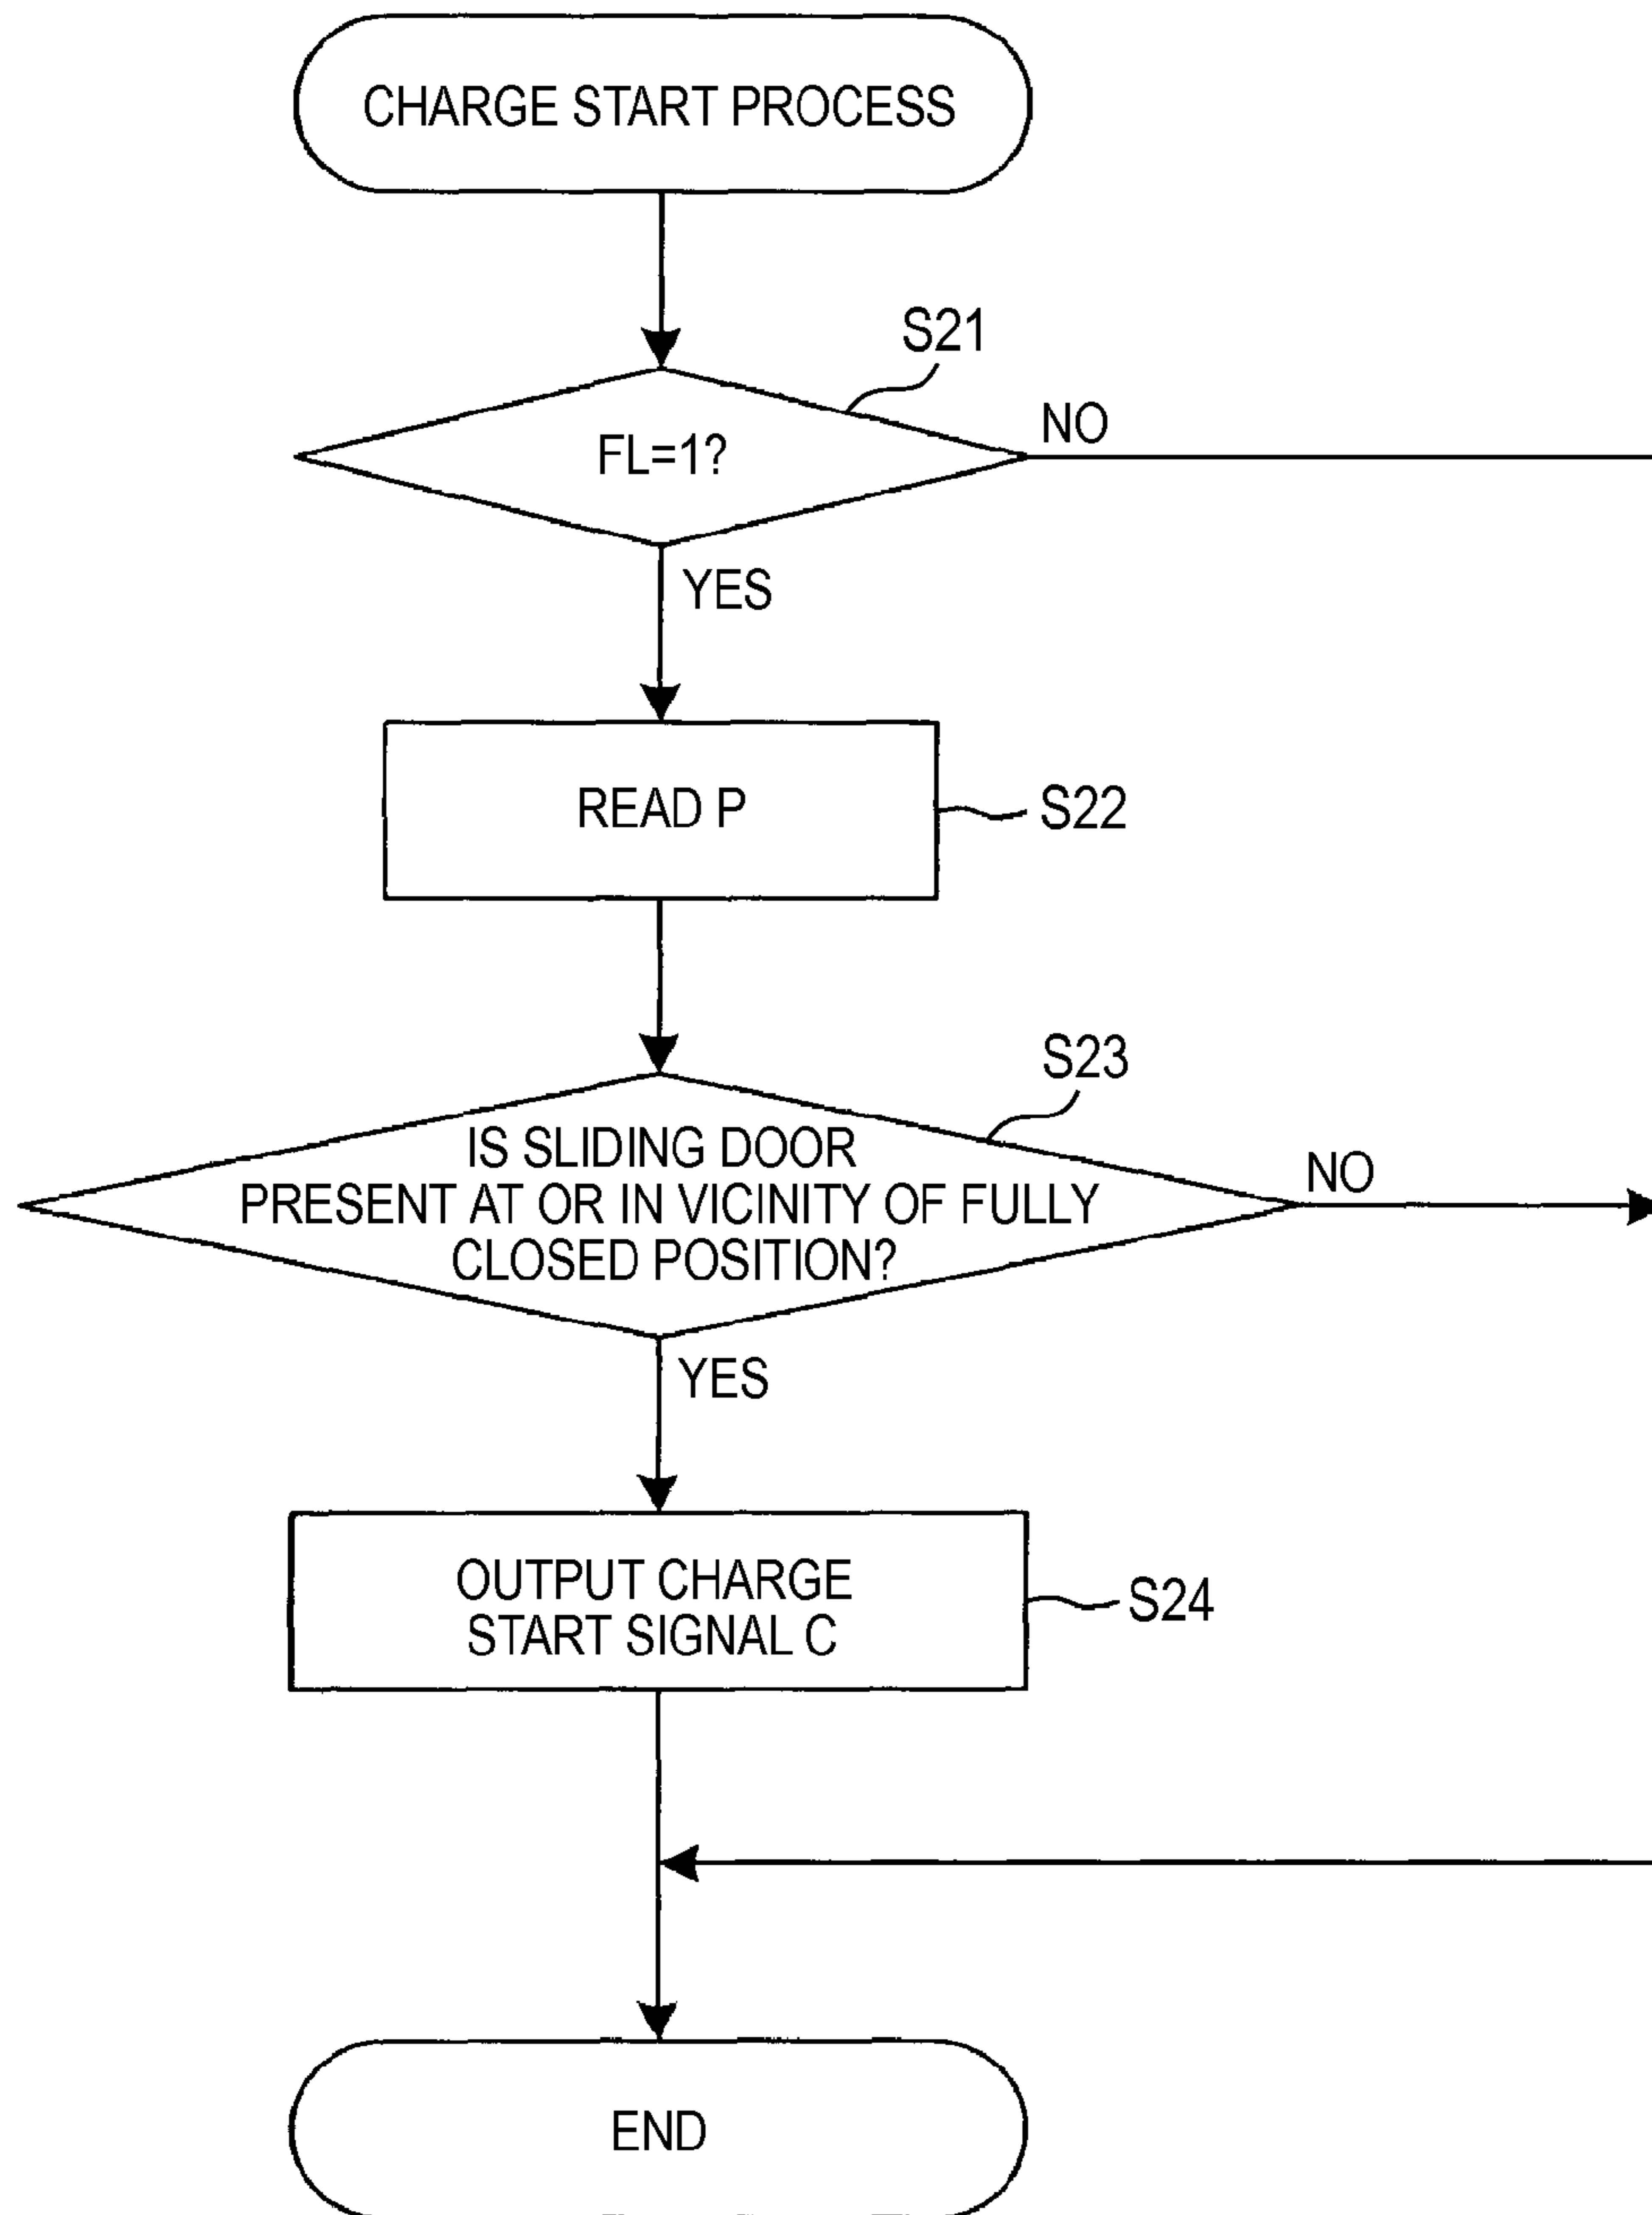 CHARGE START PROCESS
S21
FL=1?
NO
YES
READ P
S22
S23
IS SLIDING DOOR
PRESENT AT OR IN VICINITY OF FULLY
CLOSED POSITION?
NO
YES
OUTPUT CHARGE
START SIGNAL C
S24
END